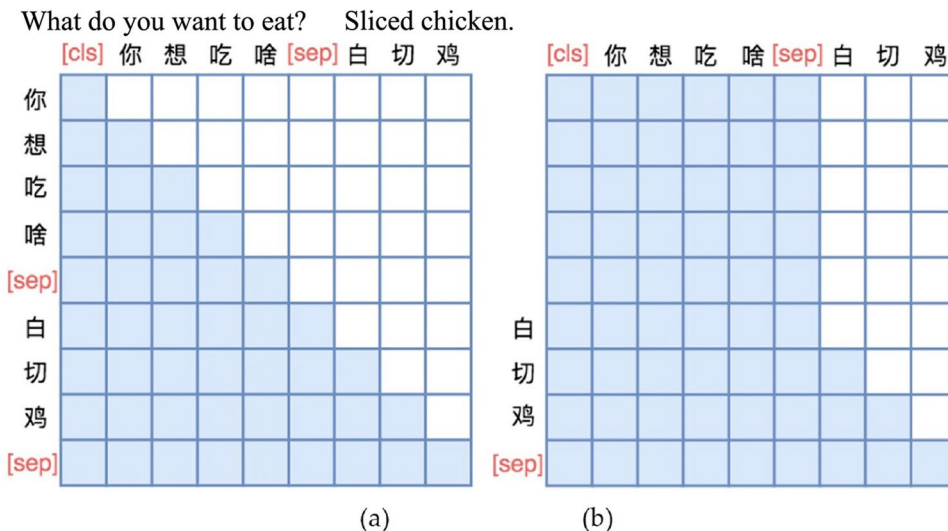 What do you want to eat? Sliced chicken.
[cls] 你 想 吃 啥 [sep] 白 切 鸡
[cls] 你 想 吃 啥 [sep] 白 切 鸡
你
想
吃
啥
[sep]
白
切
鸡
[sep]
白
切
鸡
[sep]
(a)
(b)